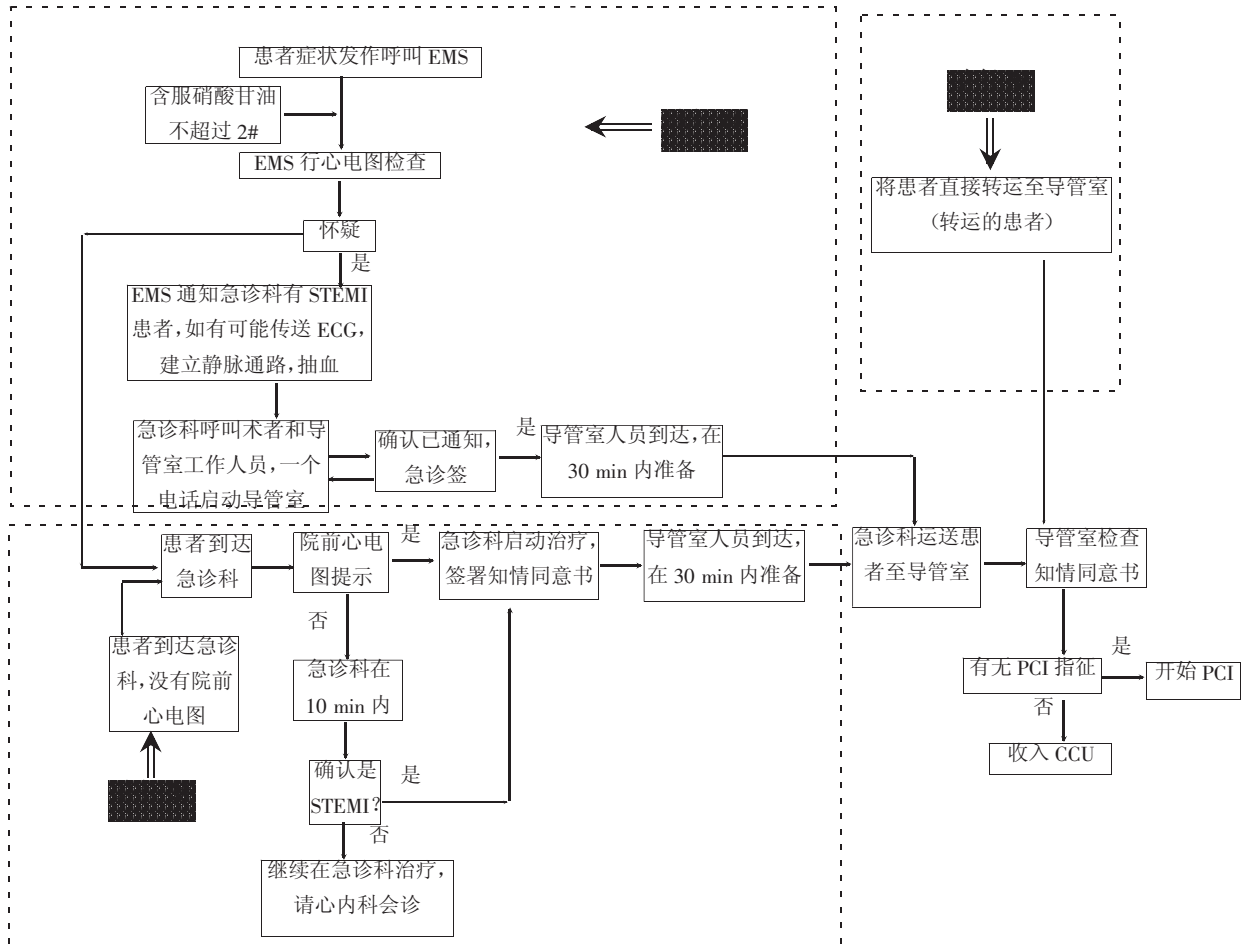 患者症状发作呼叫 EMS
含服硝酸甘油
不超过 2#
EMS 行心电图检查
怀疑
是
EMS 通知急诊科有 STEMI
患者,如有可能传送 ECG,
建立静脉通路,抽血
急诊科呼叫术者和导
管室工作人员,一个
电话启动导管室
确认已通知,
急诊签
是
导管室人员到达,在
30 min 内准备
将患者直接转运至导管室
(转运的患者)
患者到达
急诊科
院前心电
图提示
是
急诊科启动治疗,
签署知情同意书
导管室人员到达,
在 30 min 内准备
急诊科运送患
者至导管室
导管室检查
知情同意书
否
患者到达急诊
科,没有院前
心电图
急诊科在
10 min 内
确认是
STEMI?
是
否
继续在急诊科治疗,
请心内科会诊
有无 PCI 指征
是
开始 PCI
否
收入 CCU